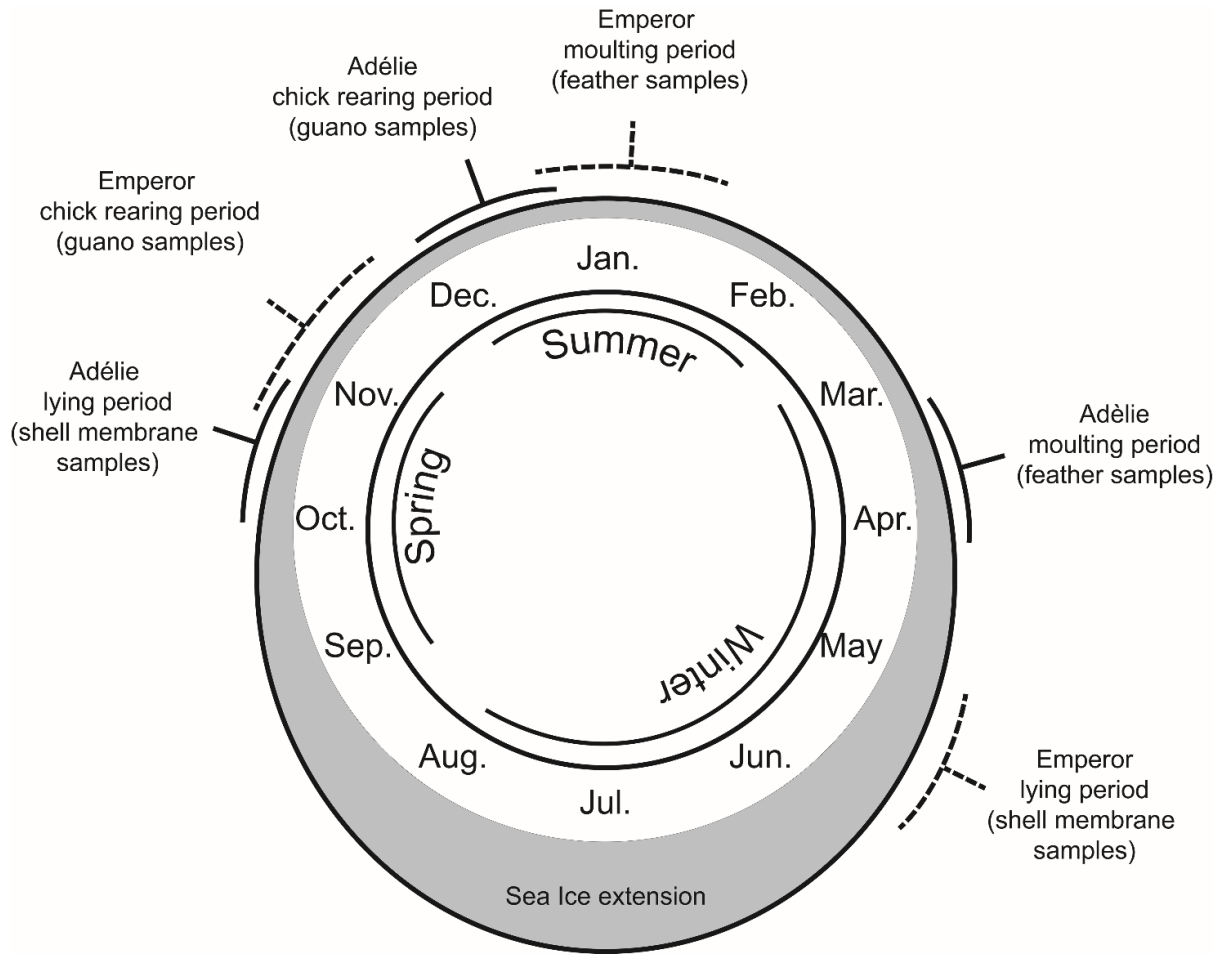 Emperor
moulting period
(feather samples)
Adélie
chick rearing period
(guano samples)
Emperor
chick rearing period
(guano samples)
Adélie
lying period
(shell membrane
samples)
Adèlie
moulting period
(feather samples)
Emperor
lying period
(shell membrane
samples)
Jan.
Feb.
Mar.
Apr.
May
Jun.
Jul.
Aug.
Sep.
Oct.
Nov.
Dec.
Summer
Winter
Spring
Sea Ice extension